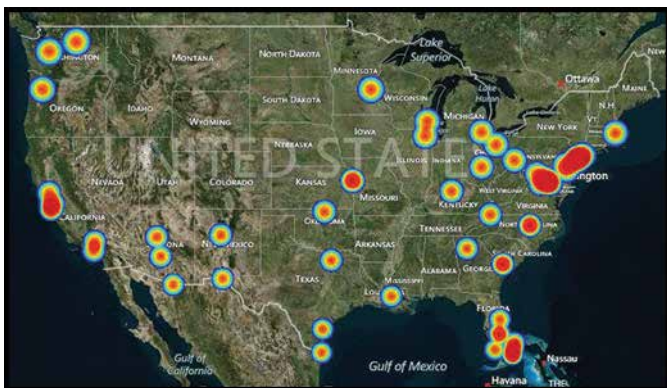 Lake
Superior
NORTH DAKOTA
MONTANA
MINNESOTA
Ottawa
MAINE
OREGON
IDAHO
SOUTH DAKOTA
WISCONSIN
MICHIGAN
Lake
Huron
N.H.
VT.
WYOMING
NEW YORK
IOWA
NEBRASKA
UNITED STATES
NEVADA
UTAH
COLORADO
KANSAS
MISSOURI
ILLINOIS
INDIANA
WEST VIRGINIA
VIRGINIA
KENTUCKY
CALIFORNIA
OKLAHOMA
TENNESSEE
ARKANSAS
SOUTH CAROLINA
TEXAS
MISSISSIPPI
ALABAMA
FLORIDA
Gulf of
California
Gulf of Mexico
Nassau
Havana